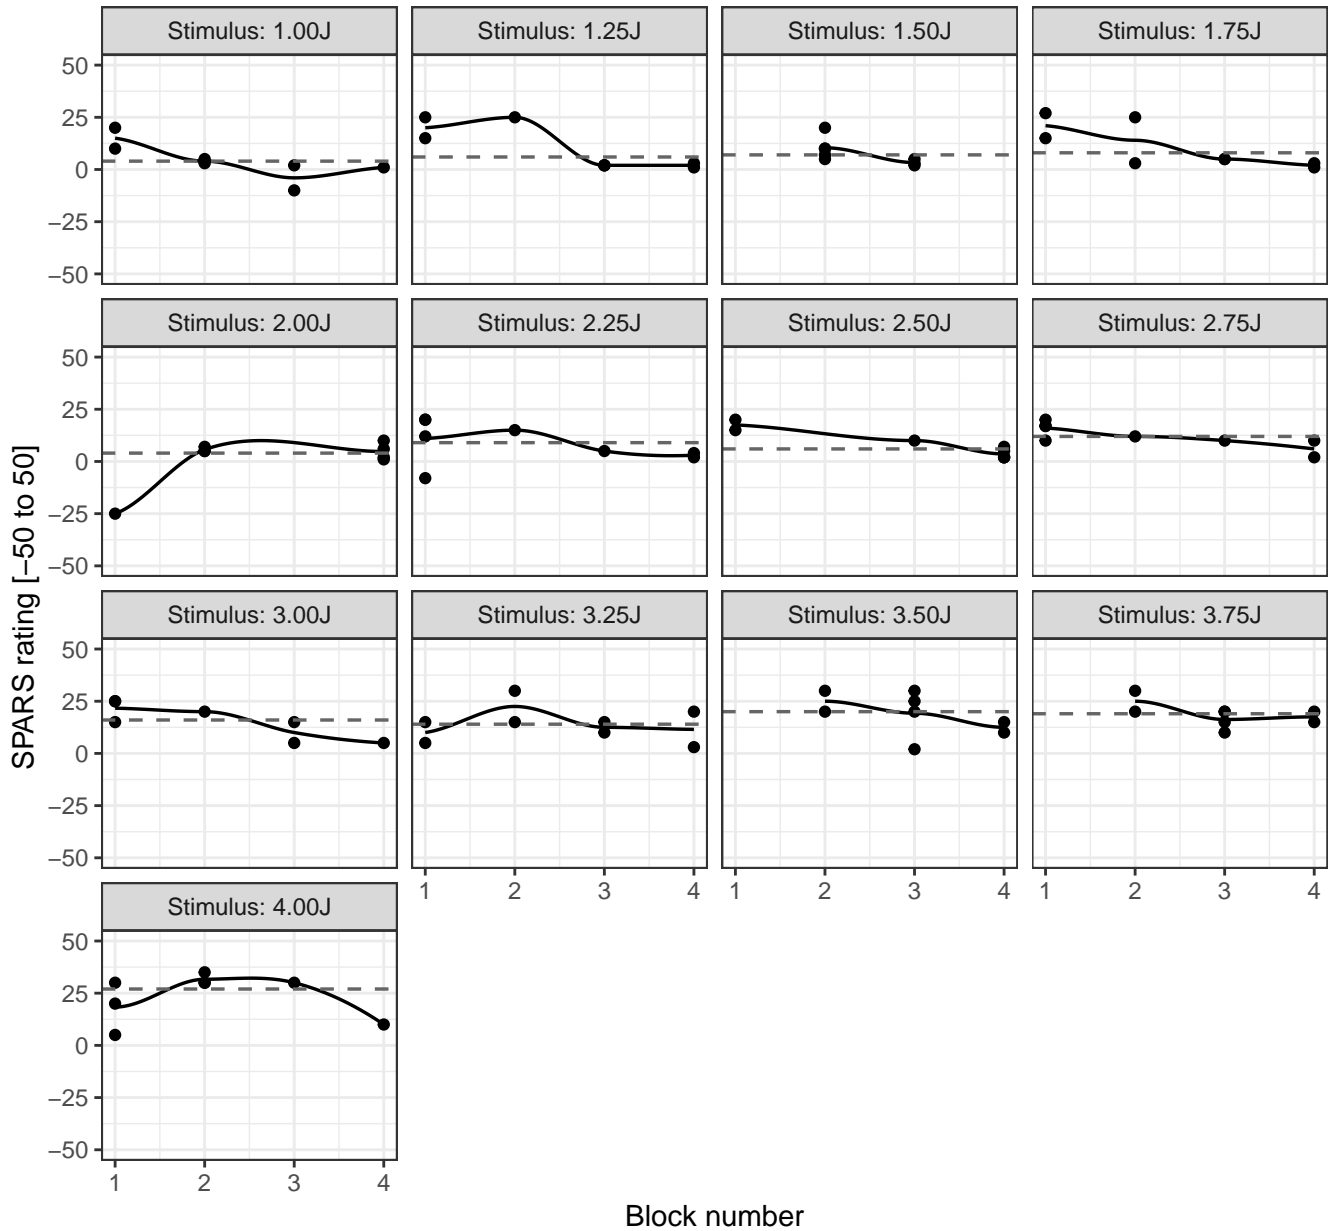 Stimulus: 1.00J Stimulus: 1.25J Stimulus: 1.50J Stimulus: 1.75J
50
25
0
−25
−50
Stimulus: 2.00J Stimulus: 2.25J Stimulus: 2.50J Stimulus: 2.75J
50
25
0
−25
−50
Stimulus: 3.00J Stimulus: 3.25J Stimulus: 3.50J Stimulus: 3.75J
50
25
0
−25
−50
1 2 3 4 1 2 3 4 1 2 3 4
Stimulus: 4.00J
50
25
0
−25
−50
1 2 3 4
SPARS rating [−50 to 50]
Block number